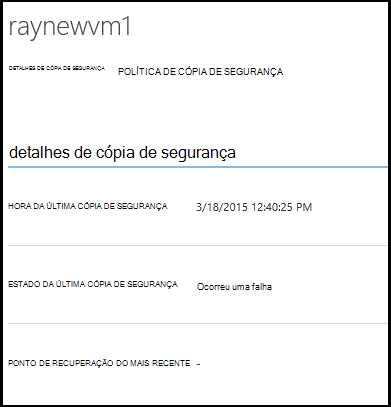 raynewvm1
DETALHES DE CÓPIA DE SEGURANÇA POLÍTICA DE CÓPIA DE SEGURANÇA
detalhes de cópia de segurança
HORA DA ÚLTIMA CÓPIA DE SEGURANÇA 3/18/2015 12:40:25 PM
ESTADO DA ÚLTIMA CÓPIA DE SEGURANÇA Ocorreu uma falha
PONTO DE RECUPERAÇÃO DO MAIS RECENTE -